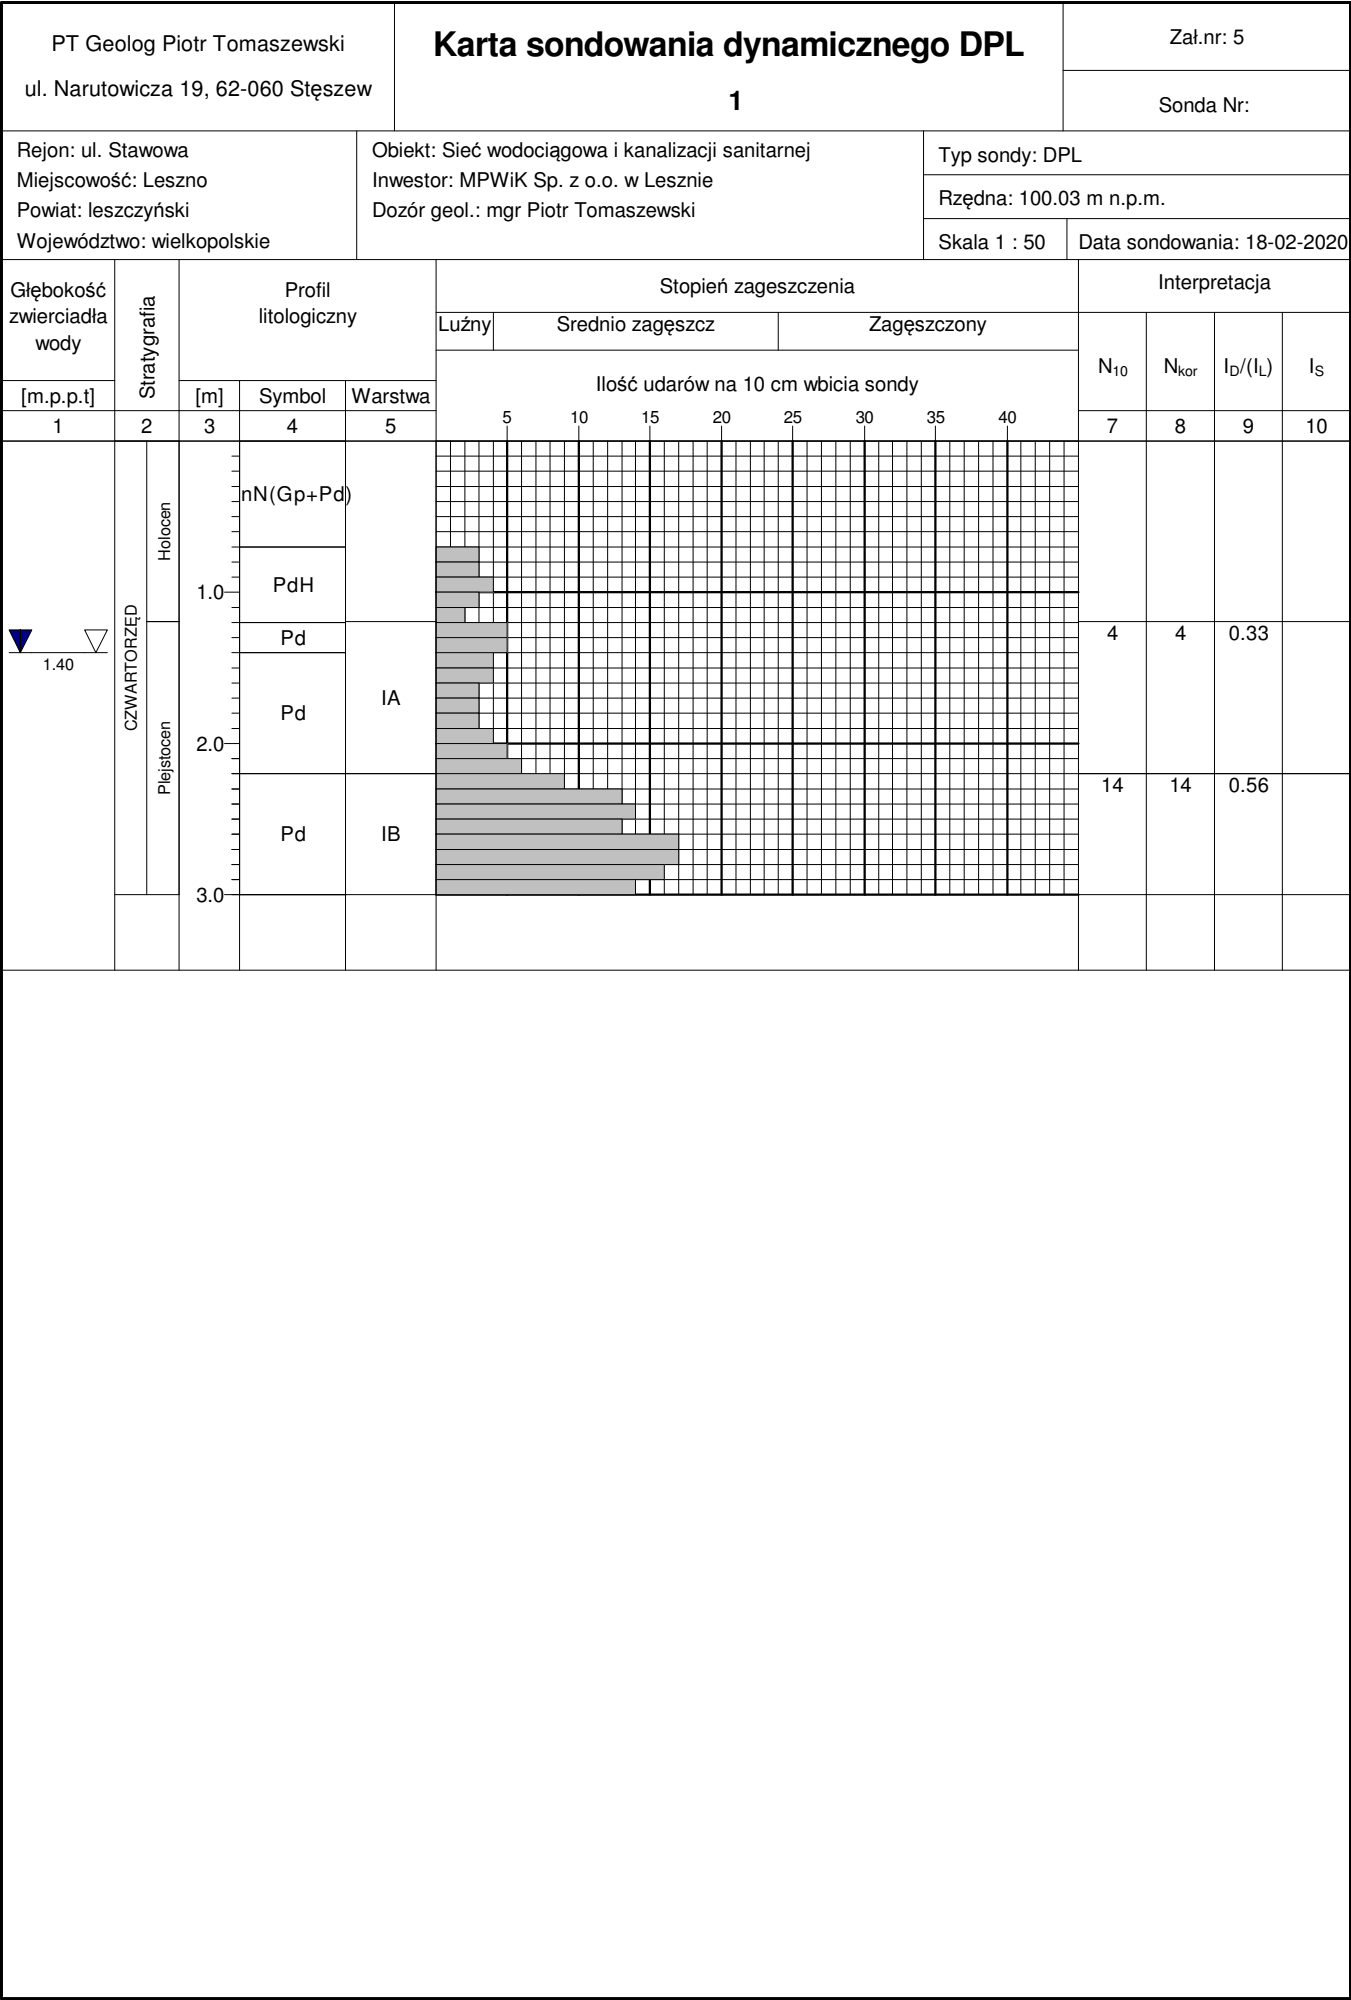 PT Geolog Piotr Tomaszewski
ul. Narutowicza 19, 62-060 Stęszew
Karta sondowania dynamicznego DPL
1
Zał.nr: 5
Sonda Nr:
Rejon: ul. Stawowa
Miejscowość: Leszno
Powiat: leszczyński
Województwo: wielkopolskie
Obiekt: Sieć wodociągowa i kanalizacji sanitarnej
Inwestor: MPWiK Sp. z o.o. w Lesznie
Dozór geol.: mgr Piotr Tomaszewski
Typ sondy: DPL
Rzędna: 100.03 m n.p.m.
Skala 1 : 50
Data sondowania: 18-02-2020
Głębokość
zwierciadła
wody
[m.p.p.t]
Stratygrafia
Profil
litologiczny
[m] Symbol Warstwa
Stopień zageszczenia
Luźny Srednio zagęszcz Zagęszczony
Ilość udarów na 10 cm wbicia sondy
5 10 15 20 25 30 35 40
Interpretacja
N10 Nkor ID/(IL) IS
1 2 3 4 5 7 8 9 10
CZWARTORZĘD
Holocen
Plejstocen
nN(Gp+Pd)
PdH
1.0
Pd
4 4 0.33
1.40
IA
Pd
2.0
14 14 0.56
Pd IB
3.0